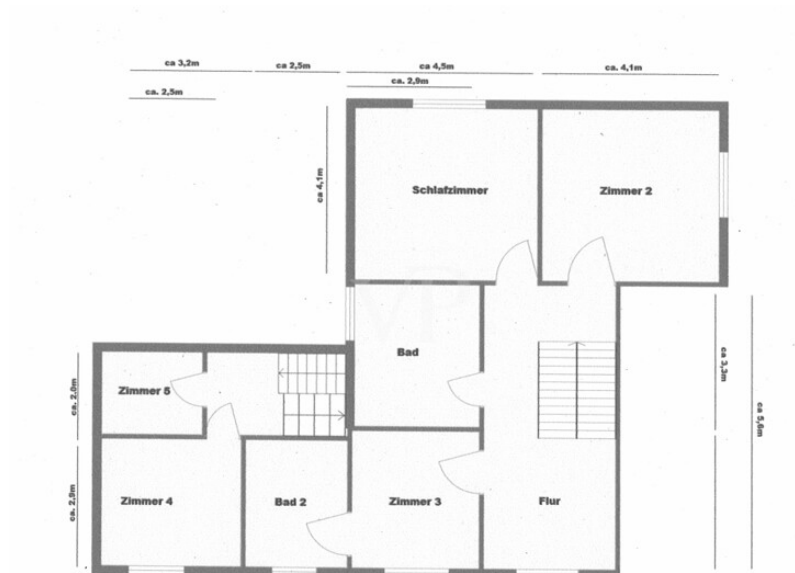 ca 3,2m
ca 2,5m
ca 4,5m
ca. 4,1m
ca. 2,9m
ca. 2,5m
ca 4,1m
Schlafzimmer
Zimmer 2
VP
Bad
ca. 3,3m
ca 5,6m
ca. 2,0m
Zimmer 5
ca. 2,9m
Zimmer 4
Bad 2
Zimmer 3
Flur